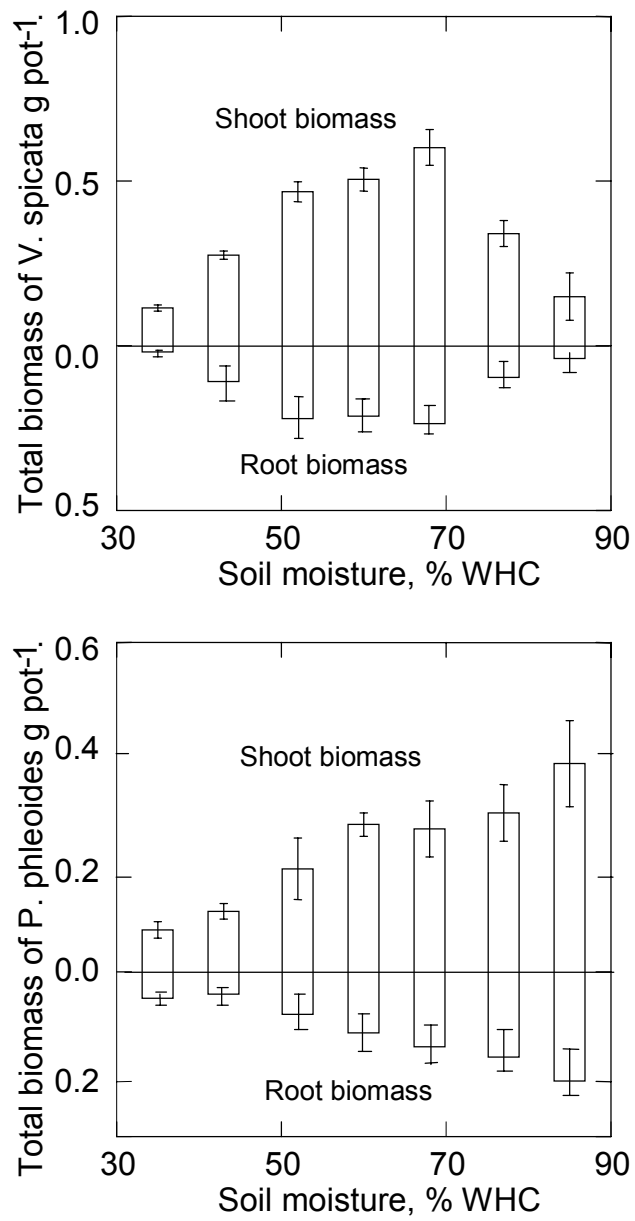 Total biomass of V. spicata g pot-1.
1.0
0.5
0.0
0.5
Shoot biomass
Root biomass
30 50 70 90
Soil moisture, % WHC
Total biomass of P. phleoides g pot-1.
0.6
0.4
0.2
0.0
0.2
Shoot biomass
Root biomass
30 50 70 90
Soil moisture, % WHC